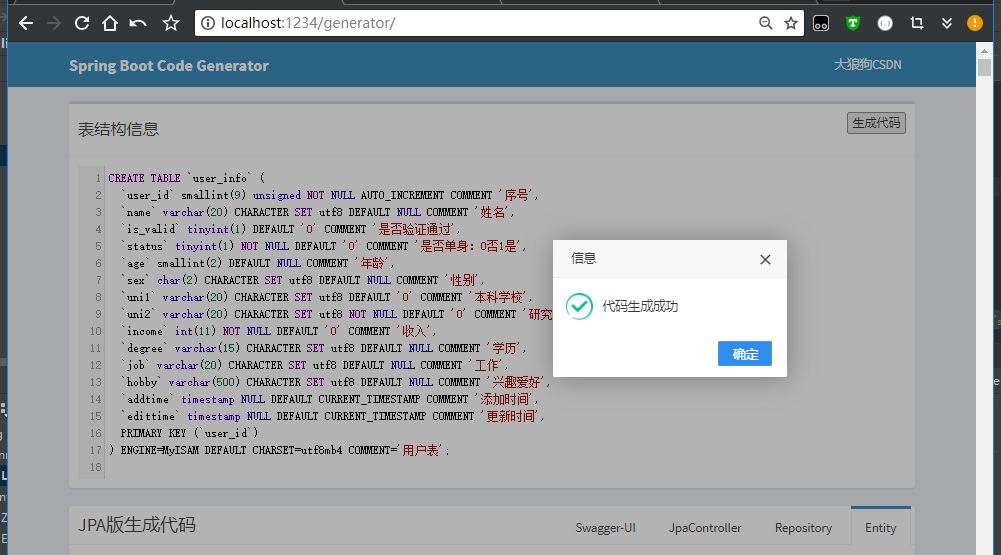 localhost:1234/generator/
Spring Boot Code Generator
大狼狗CSDN
表结构信息
生成代码
1 CREATE TABLE `user_info` (
2 `user_id` smallint(9) unsigned NOT NULL AUTO_INCREMENT COMMENT '序号',
3 `name` varchar(20) CHARACTER SET utf8 DEFAULT NULL COMMENT '姓名',
4 `is_valid` tinyint(1) DEFAULT '0' COMMENT '是否验证通过',
5 `status` tinyint(1) NOT NULL DEFAULT '0' COMMENT '是否单身：0否1是',
6 `age` smallint(2) DEFAULT NULL COMMENT '年龄',
7 `sex` char(2) CHARACTER SET utf8 DEFAULT NULL COMMENT '性别',
8 `uni1` varchar(20) CHARACTER SET utf8 DEFAULT '0' COMMENT '本科学校',
9 `uni2` varchar(20) CHARACTER SET utf8 NOT NULL DEFAULT '0' COMMENT '研究
10 `income` int(11) NOT NULL DEFAULT '0' COMMENT '收入',
11 `degree` varchar(15) CHARACTER SET utf8 DEFAULT NULL COMMENT '学历',
12 `job` varchar(20) CHARACTER SET utf8 DEFAULT NULL COMMENT '工作',
13 `hobby` varchar(500) CHARACTER SET utf8 DEFAULT NULL COMMENT '兴趣爱好',
14 `addtime` timestamp NULL DEFAULT CURRENT_TIMESTAMP COMMENT '添加时间',
15 `edittime` timestamp NULL DEFAULT CURRENT_TIMESTAMP COMMENT '更新时间',
16 PRIMARY KEY (`user_id`)
17 ) ENGINE=MyISAM DEFAULT CHARSET=utf8mb4 COMMENT='用户表';
18
信息
代码生成成功
确定
JPA版生成代码
Swagger-UI
JpaController
Repository
Entity